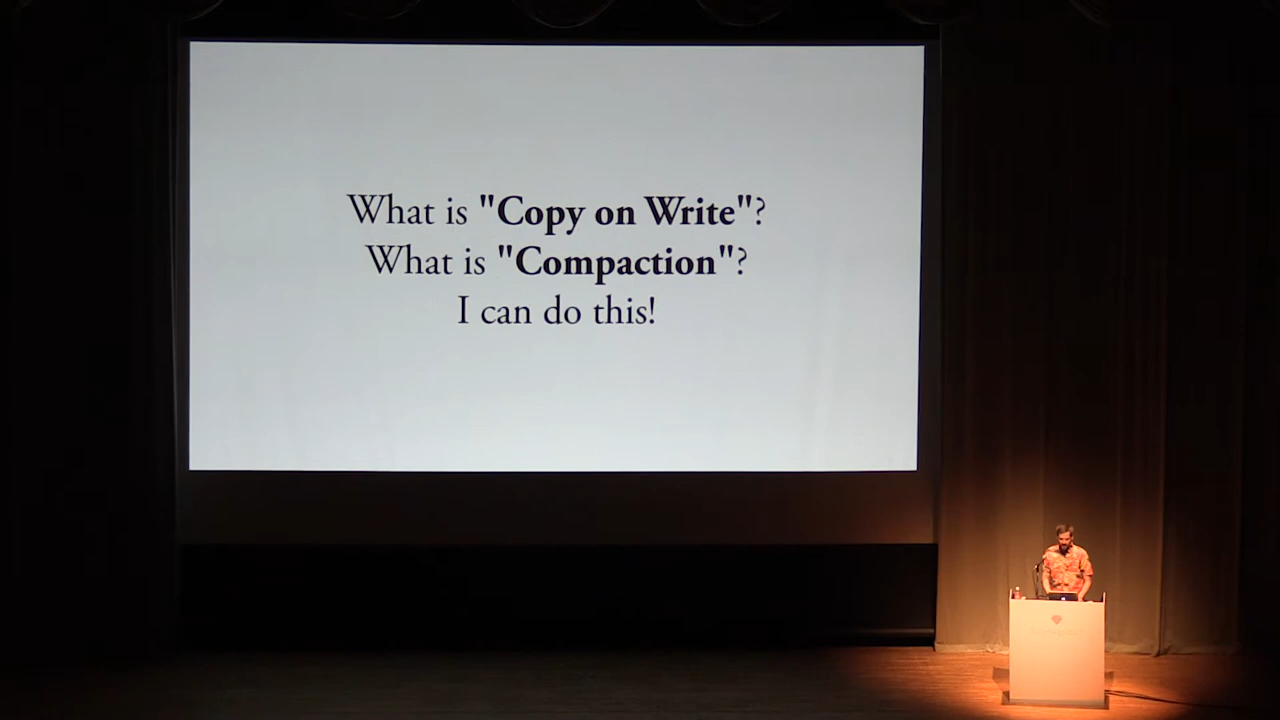 What is "Copy on Write"?
What is "Compaction"?
I can do this!